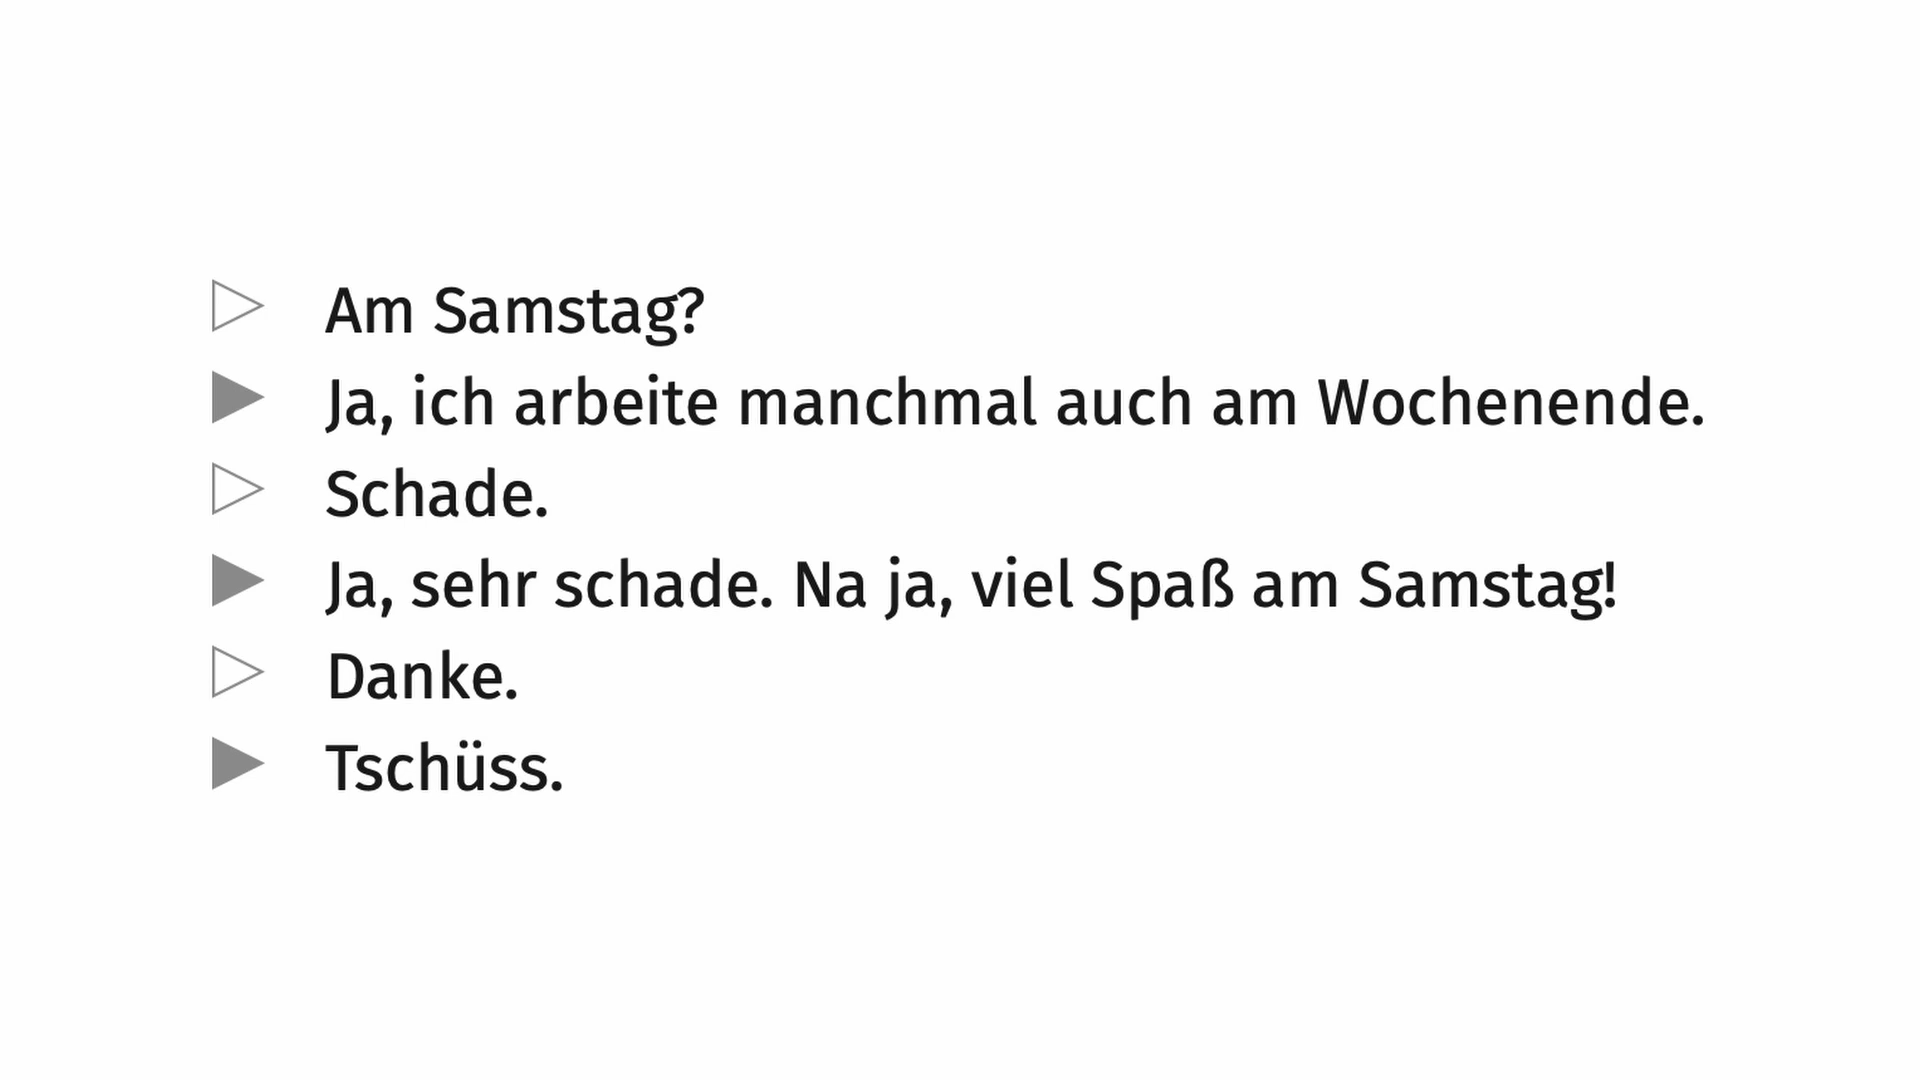 Am Samstag?
Ja, ich arbeite manchmal auch am Wochenende.
Schade.
Ja, sehr schade. Na ja, viel Spaß am Samstag!
Danke.
Tschüss.